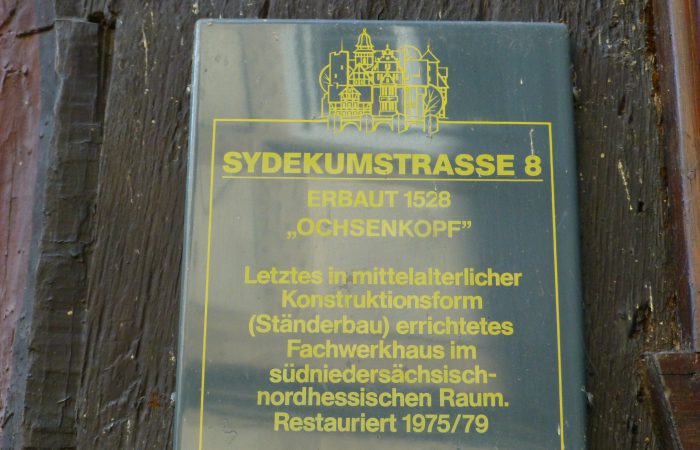 SYDEKUMSTRASSE 8
ERBAUT 1528
„OCHSENKOPF”
Letztes in mittelalterlicher
Konstruktionsform
(Ständerbau) errichtetes
Fachwerkhaus im
südniedersächsisch-
nordhessischen Raum.
Restauriert 1975/79